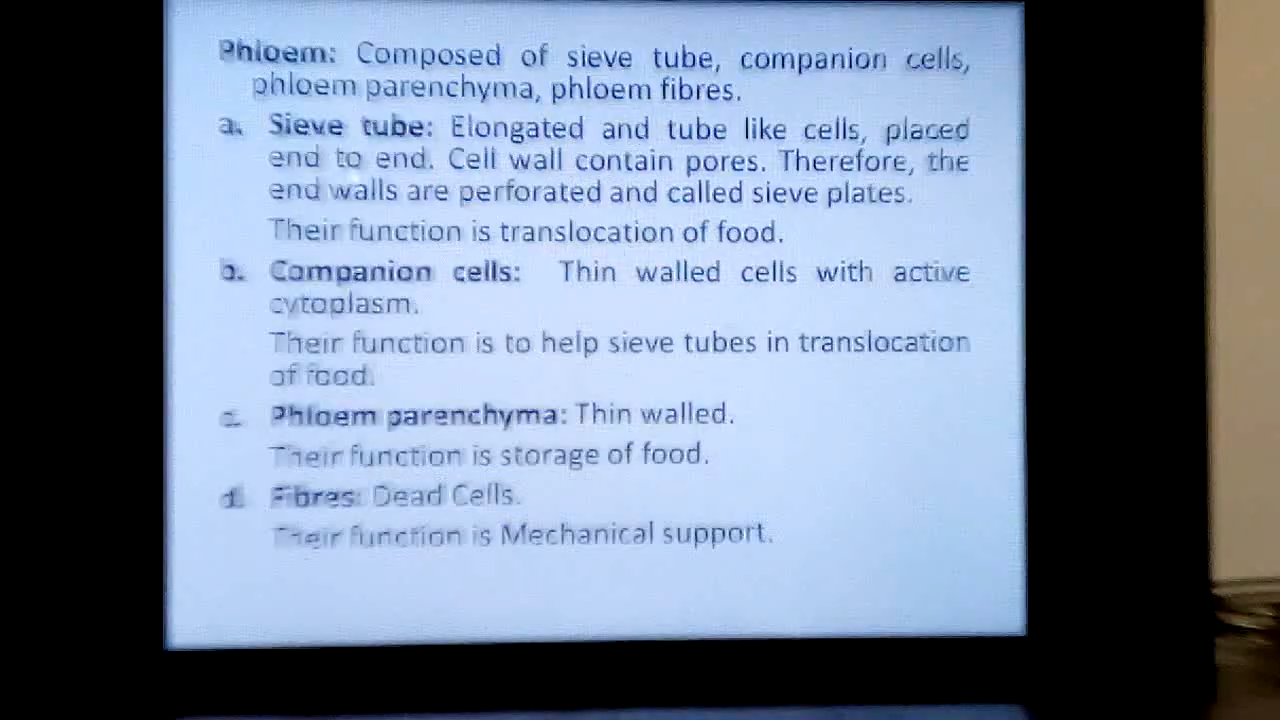 Phloem: Composed of sieve tube, companion cells,
phloem parenchyma, phloem fibres.
a. Sieve tube: Elongated and tube like cells, placed
end to end. Cell wall contain pores. Therefore, the
end walls are perforated and called sieve plates.
Their function is translocation of food.
b. Companion cells: Thin walled cells with active
cytoplasm.
Their function is to help sieve tubes in translocation
of food.
c. Phloem parenchyma: Thin walled.
Their function is storage of food.
d. Fibres: Dead Cells.
Their function is Mechanical support.